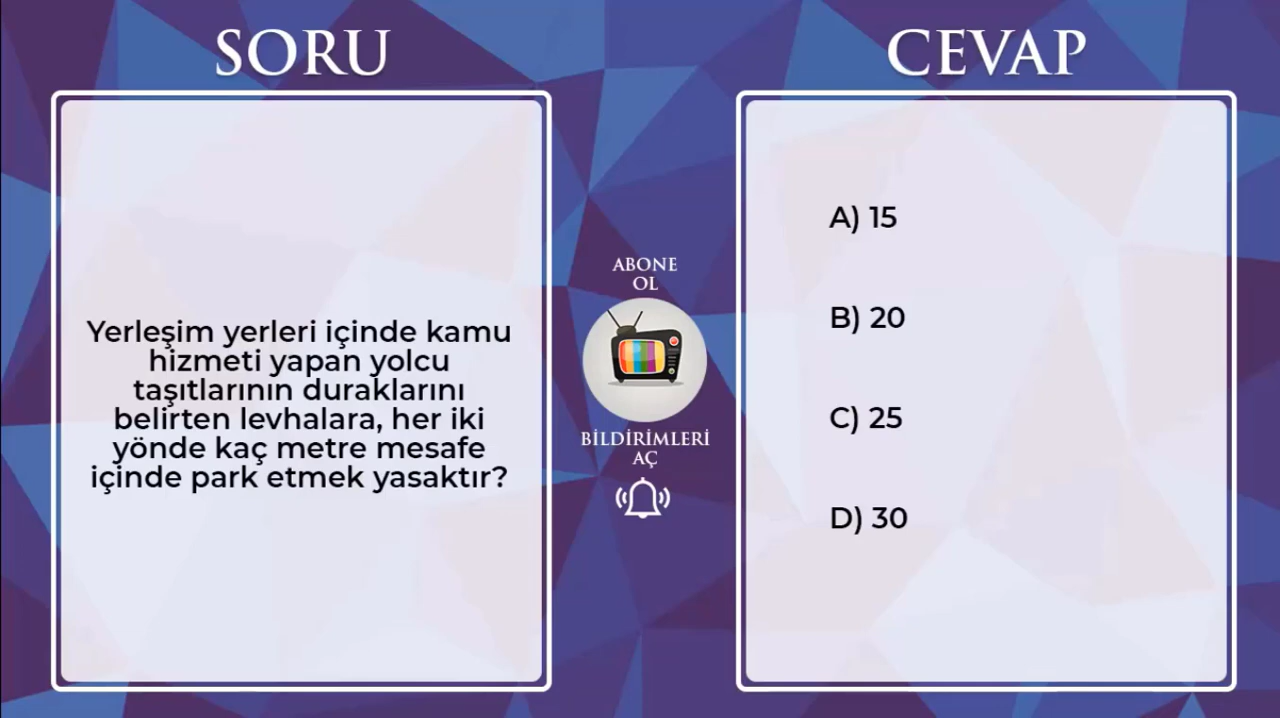 SORU
Yerleşim yerleri içinde kamu
hizmeti yapan yolcu
taşıtlarının duraklarını
belirten levhalara, her iki
yönde kaç metre mesafe
içinde park etmek yasaktır?
ABONE
OL
BİLDİRİMLERİ
AÇ
CEVAP
A) 15
B) 20
C) 25
D) 30